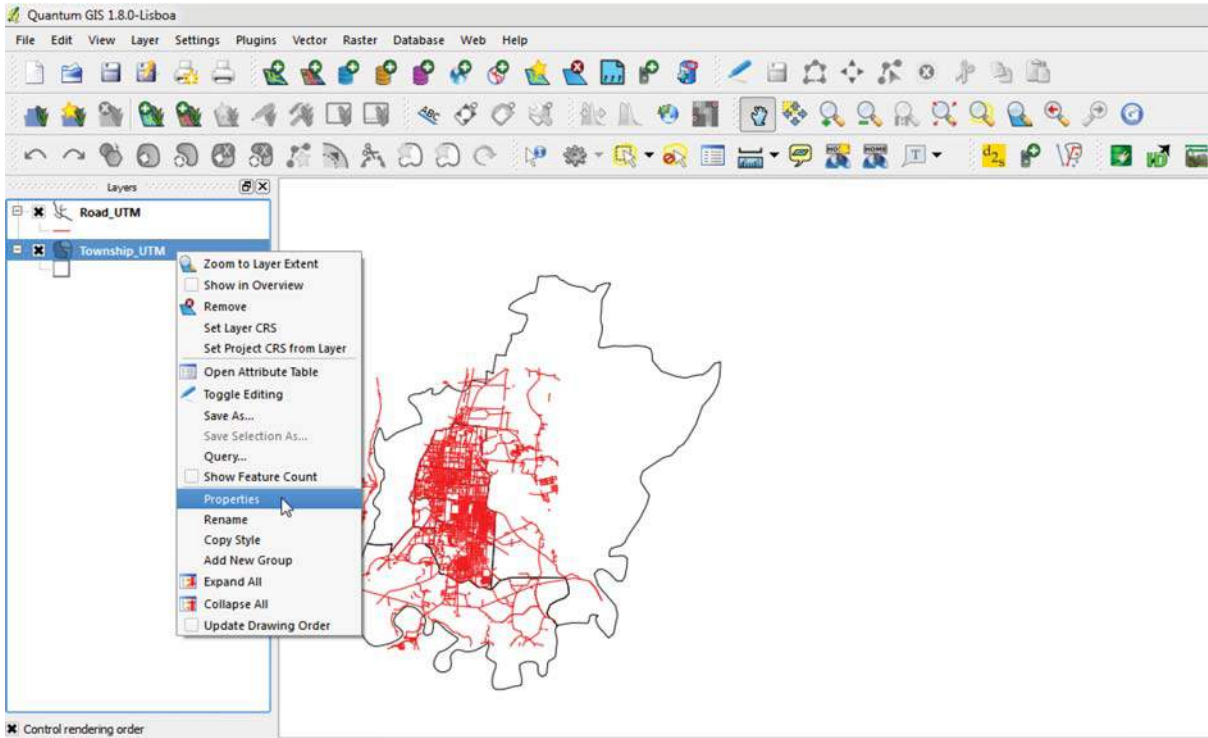 Quantum GIS 1.8.0-Lisboa
File Edit View Layer Settings Plugins Vector Raster Database Web Help
ABC
HOME
T
d2s
Layers
Road_UTM
Township_UTM
Zoom to Layer Extent
Show in Overview
Remove
Set Layer CRS
Set Project CRS from Layer
Open Attribute Table
Toggle Editing
Save As...
Save Selection As...
Query...
Show Feature Count
Properties
Rename
Copy Style
Add New Group
Expand All
Collapse All
Update Drawing Order
Control rendering order